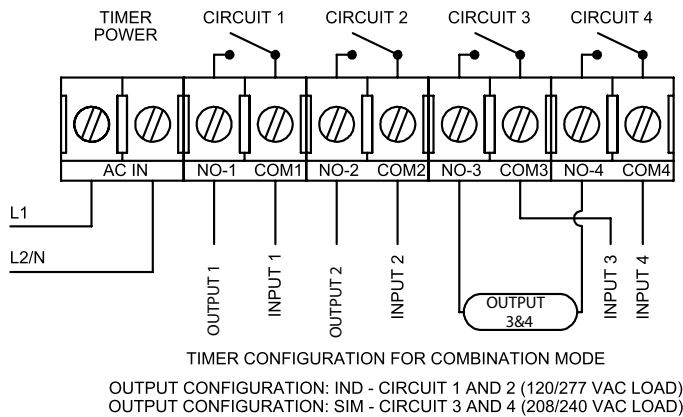 TIMER POWER
CIRCUIT 1
CIRCUIT 2
CIRCUIT 3
CIRCUIT 4
AC IN
NO-1
COM1
NO-2
COM2
NO-3
COM3
NO-4
COM4
L1
L2/N
OUTPUT 1
INPUT 1
OUTPUT 2
INPUT 2
OUTPUT
3&4
INPUT 3
INPUT 4
TIMER CONFIGURATION FOR COMBINATION MODE
OUTPUT CONFIGURATION: IND - CIRCUIT 1 AND 2 (120/277 VAC LOAD)
OUTPUT CONFIGURATION: SIM - CIRCUIT 3 AND 4 (208/240 VAC LOAD)